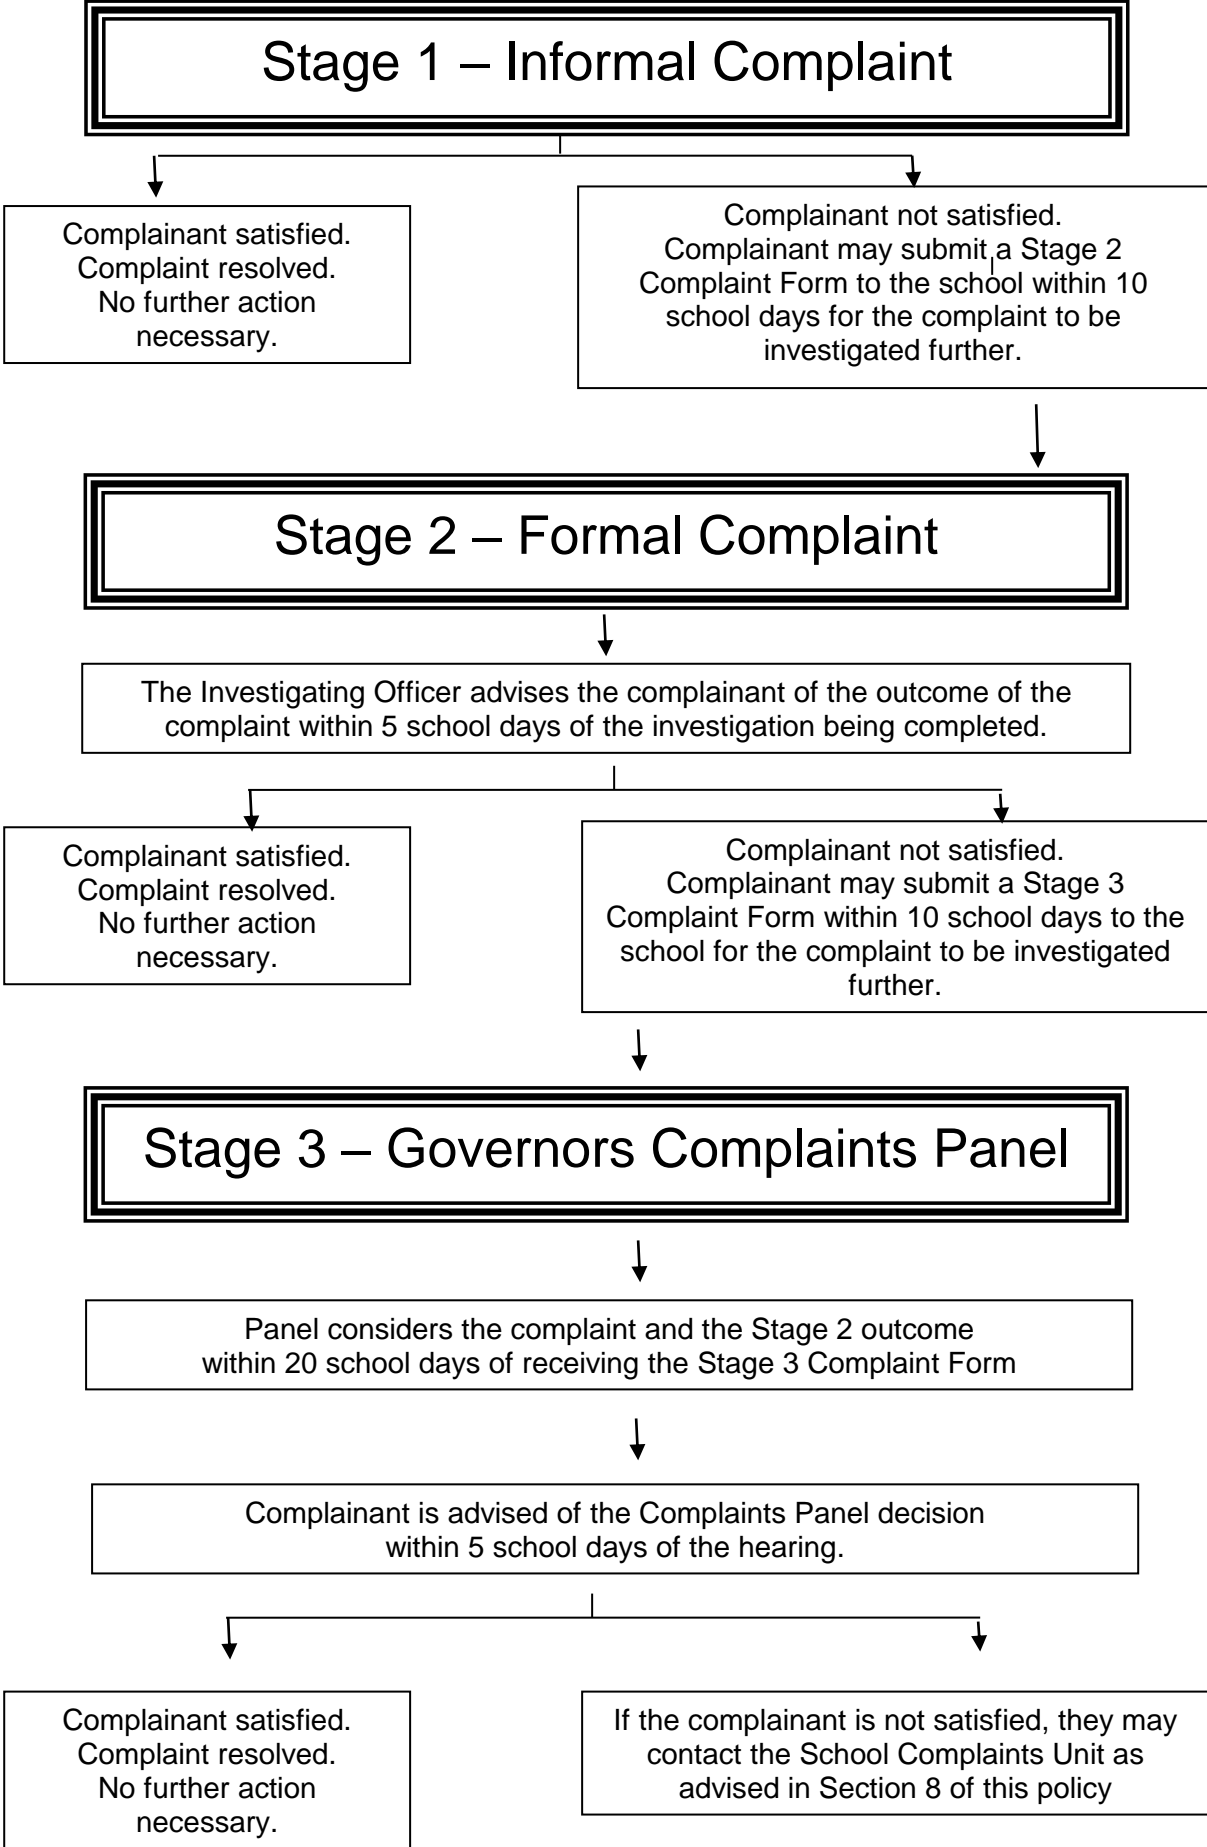 Stage 1 – Informal Complaint
Complainant satisfied.
Complaint resolved.
No further action
necessary.
Complainant not satisfied.
Complainant may submit a Stage 2
Complaint Form to the school within 10
school days for the complaint to be
investigated further.
Stage 2 – Formal Complaint
The Investigating Officer advises the complainant of the outcome of the
complaint within 5 school days of the investigation being completed.
Complainant satisfied.
Complaint resolved.
No further action
necessary.
Complainant not satisfied.
Complainant may submit a Stage 3
Complaint Form within 10 school days to the
school for the complaint to be investigated
further.
Stage 3 – Governors Complaints Panel
Panel considers the complaint and the Stage 2 outcome
within 20 school days of receiving the Stage 3 Complaint Form
Complainant is advised of the Complaints Panel decision
within 5 school days of the hearing.
Complainant satisfied.
Complaint resolved.
No further action
necessary.
If the complainant is not satisfied, they may
contact the School Complaints Unit as
advised in Section 8 of this policy